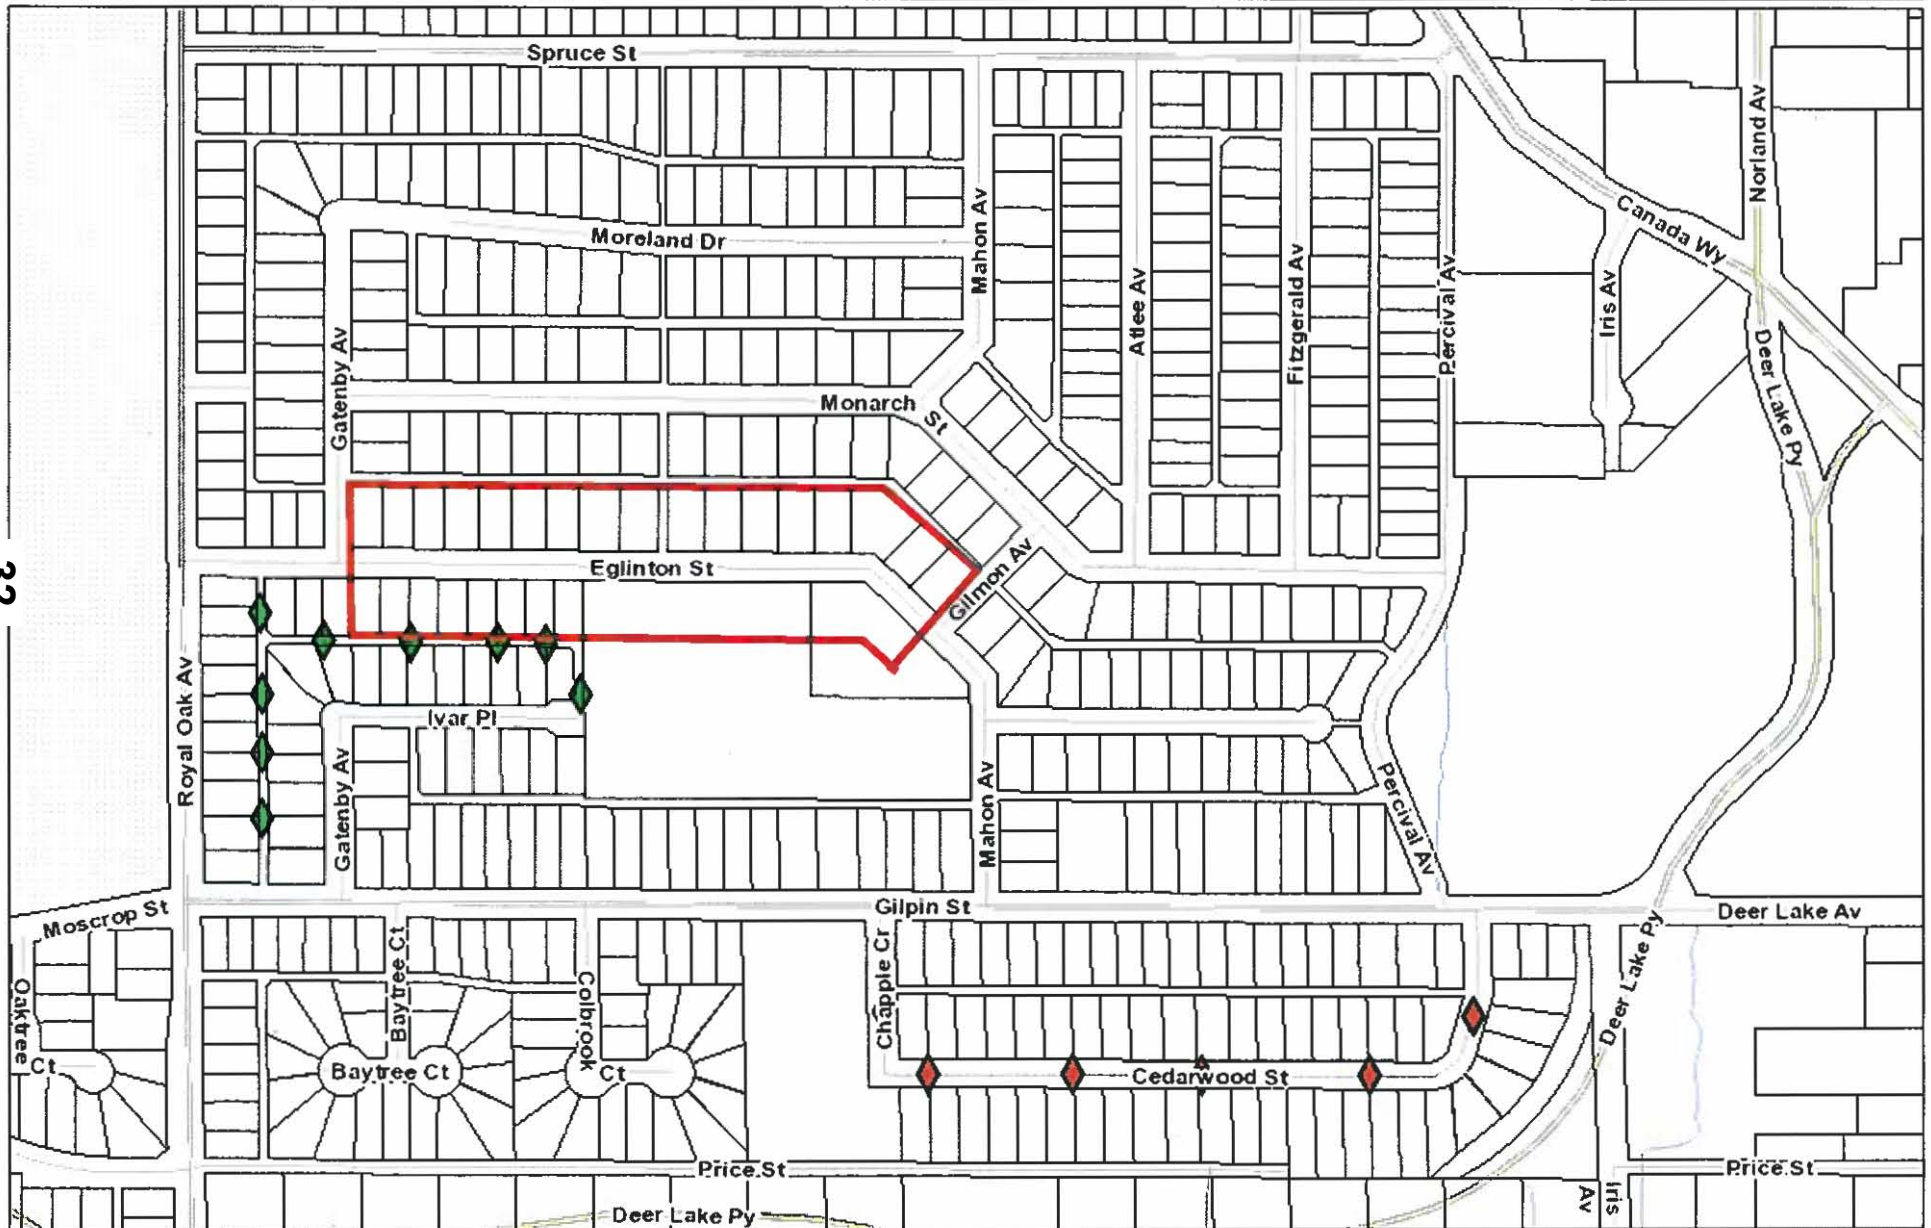 Spruce St
Norland Av
Canada Wy
Mahon Av
Moreland Dr
Atlee Av
Fitzgerald Av
Percival Av
Iris Av
Deer Lake Py
Gatenby Av
Monarch
St
Eglinton St
Gilmon Av
32
Royal Oak Av
Ivar Pl
Gatenby Av
Mahon Av
Percival Av
Gilpin St
Moscrop St
Deer Lake Av
Deer Lake Py
Oaktree
Ct
Baytree Ct
Baytree Ct
Colbrook
Ct
Chapple Cr
Cedarwood St
Price St
Price St
Iris
Av
Deer Lake Py